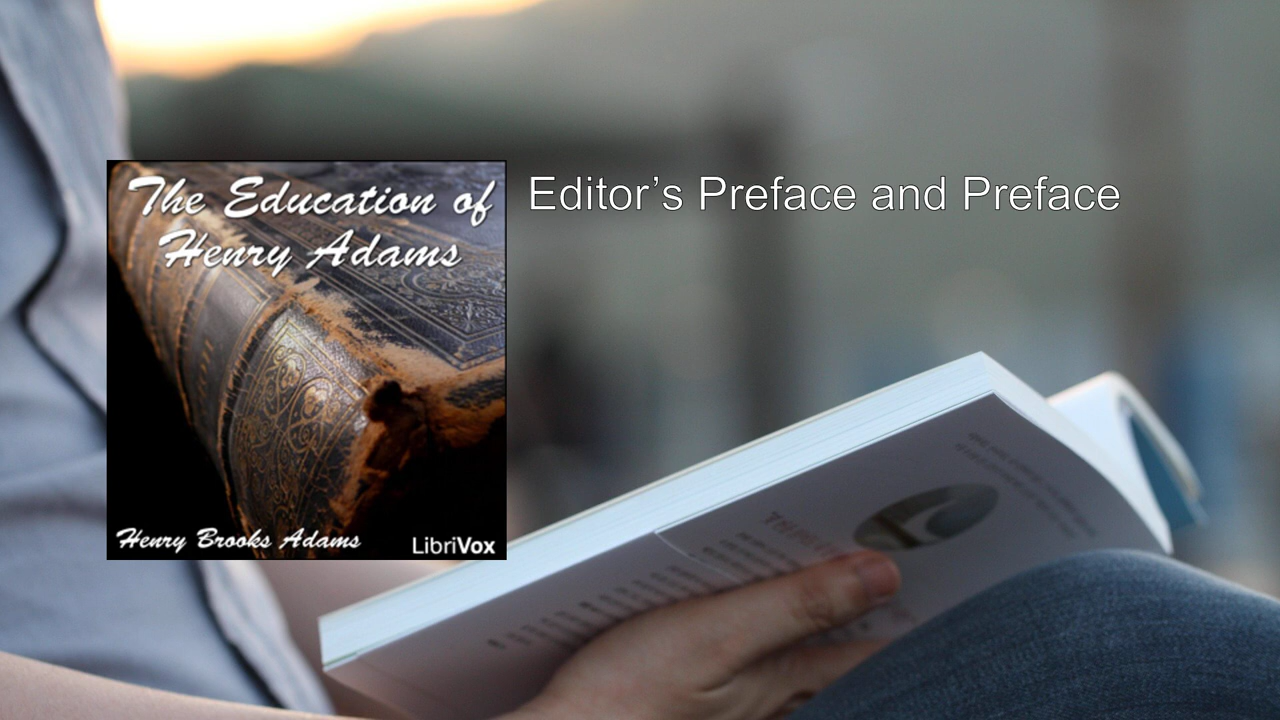 The Education of
Henry Adams
Henry Brooks Adams
LibriVox
Editor’s Preface and Preface